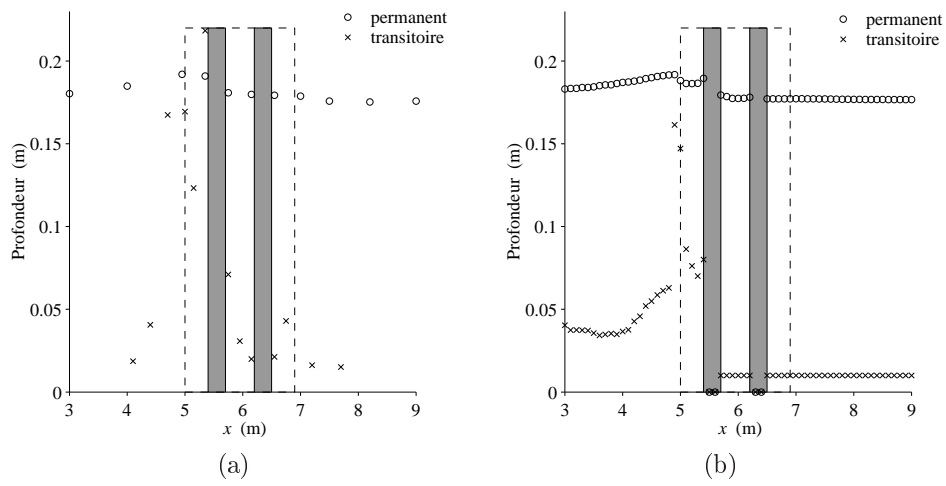 permanent
transitoire
0.2
0.15
0.1
0.05
0
Profondeur (m)
3 4 5 6 7 8 9
x (m)
(a)
permanent
transitoire
0.2
0.15
0.1
0.05
0
Profondeur (m)
3 4 5 6 7 8 9
x (m)
(b)